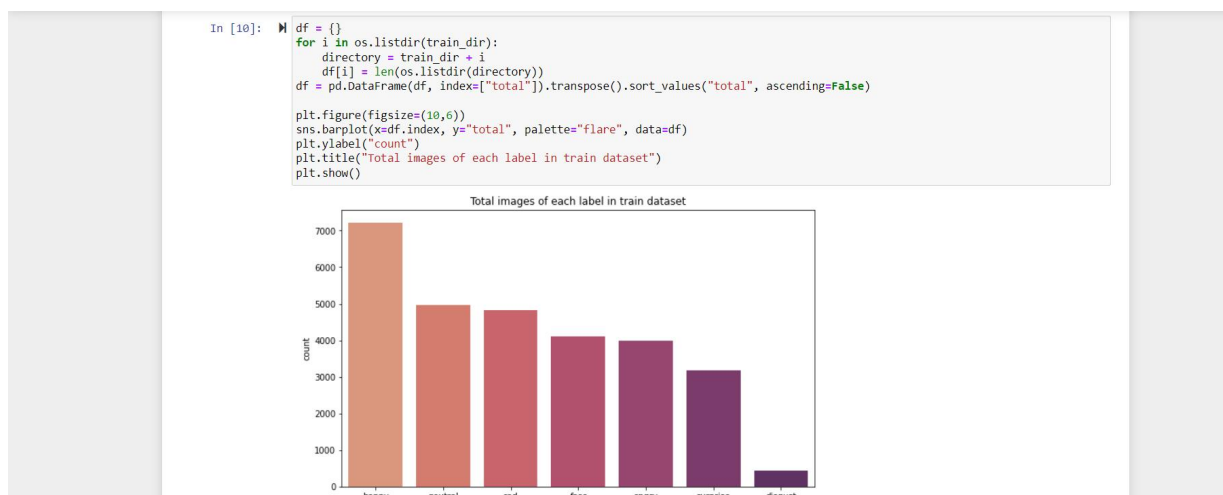 In [10]:
df = {}
for i in os.listdir(train_dir):
    directory = train_dir + i
    df[i] = len(os.listdir(directory))
df = pd.DataFrame(df, index=["total"]).transpose().sort_values("total", ascending=False)
plt.figure(figsize=(10,6))
sns.barplot(x=df.index, y="total", palette="flare", data=df)
plt.ylabel("count")
plt.title("Total images of each label in train dataset")
plt.show()
Total images of each label in train dataset
7000
6000
5000
4000
3000
2000
1000
0
count